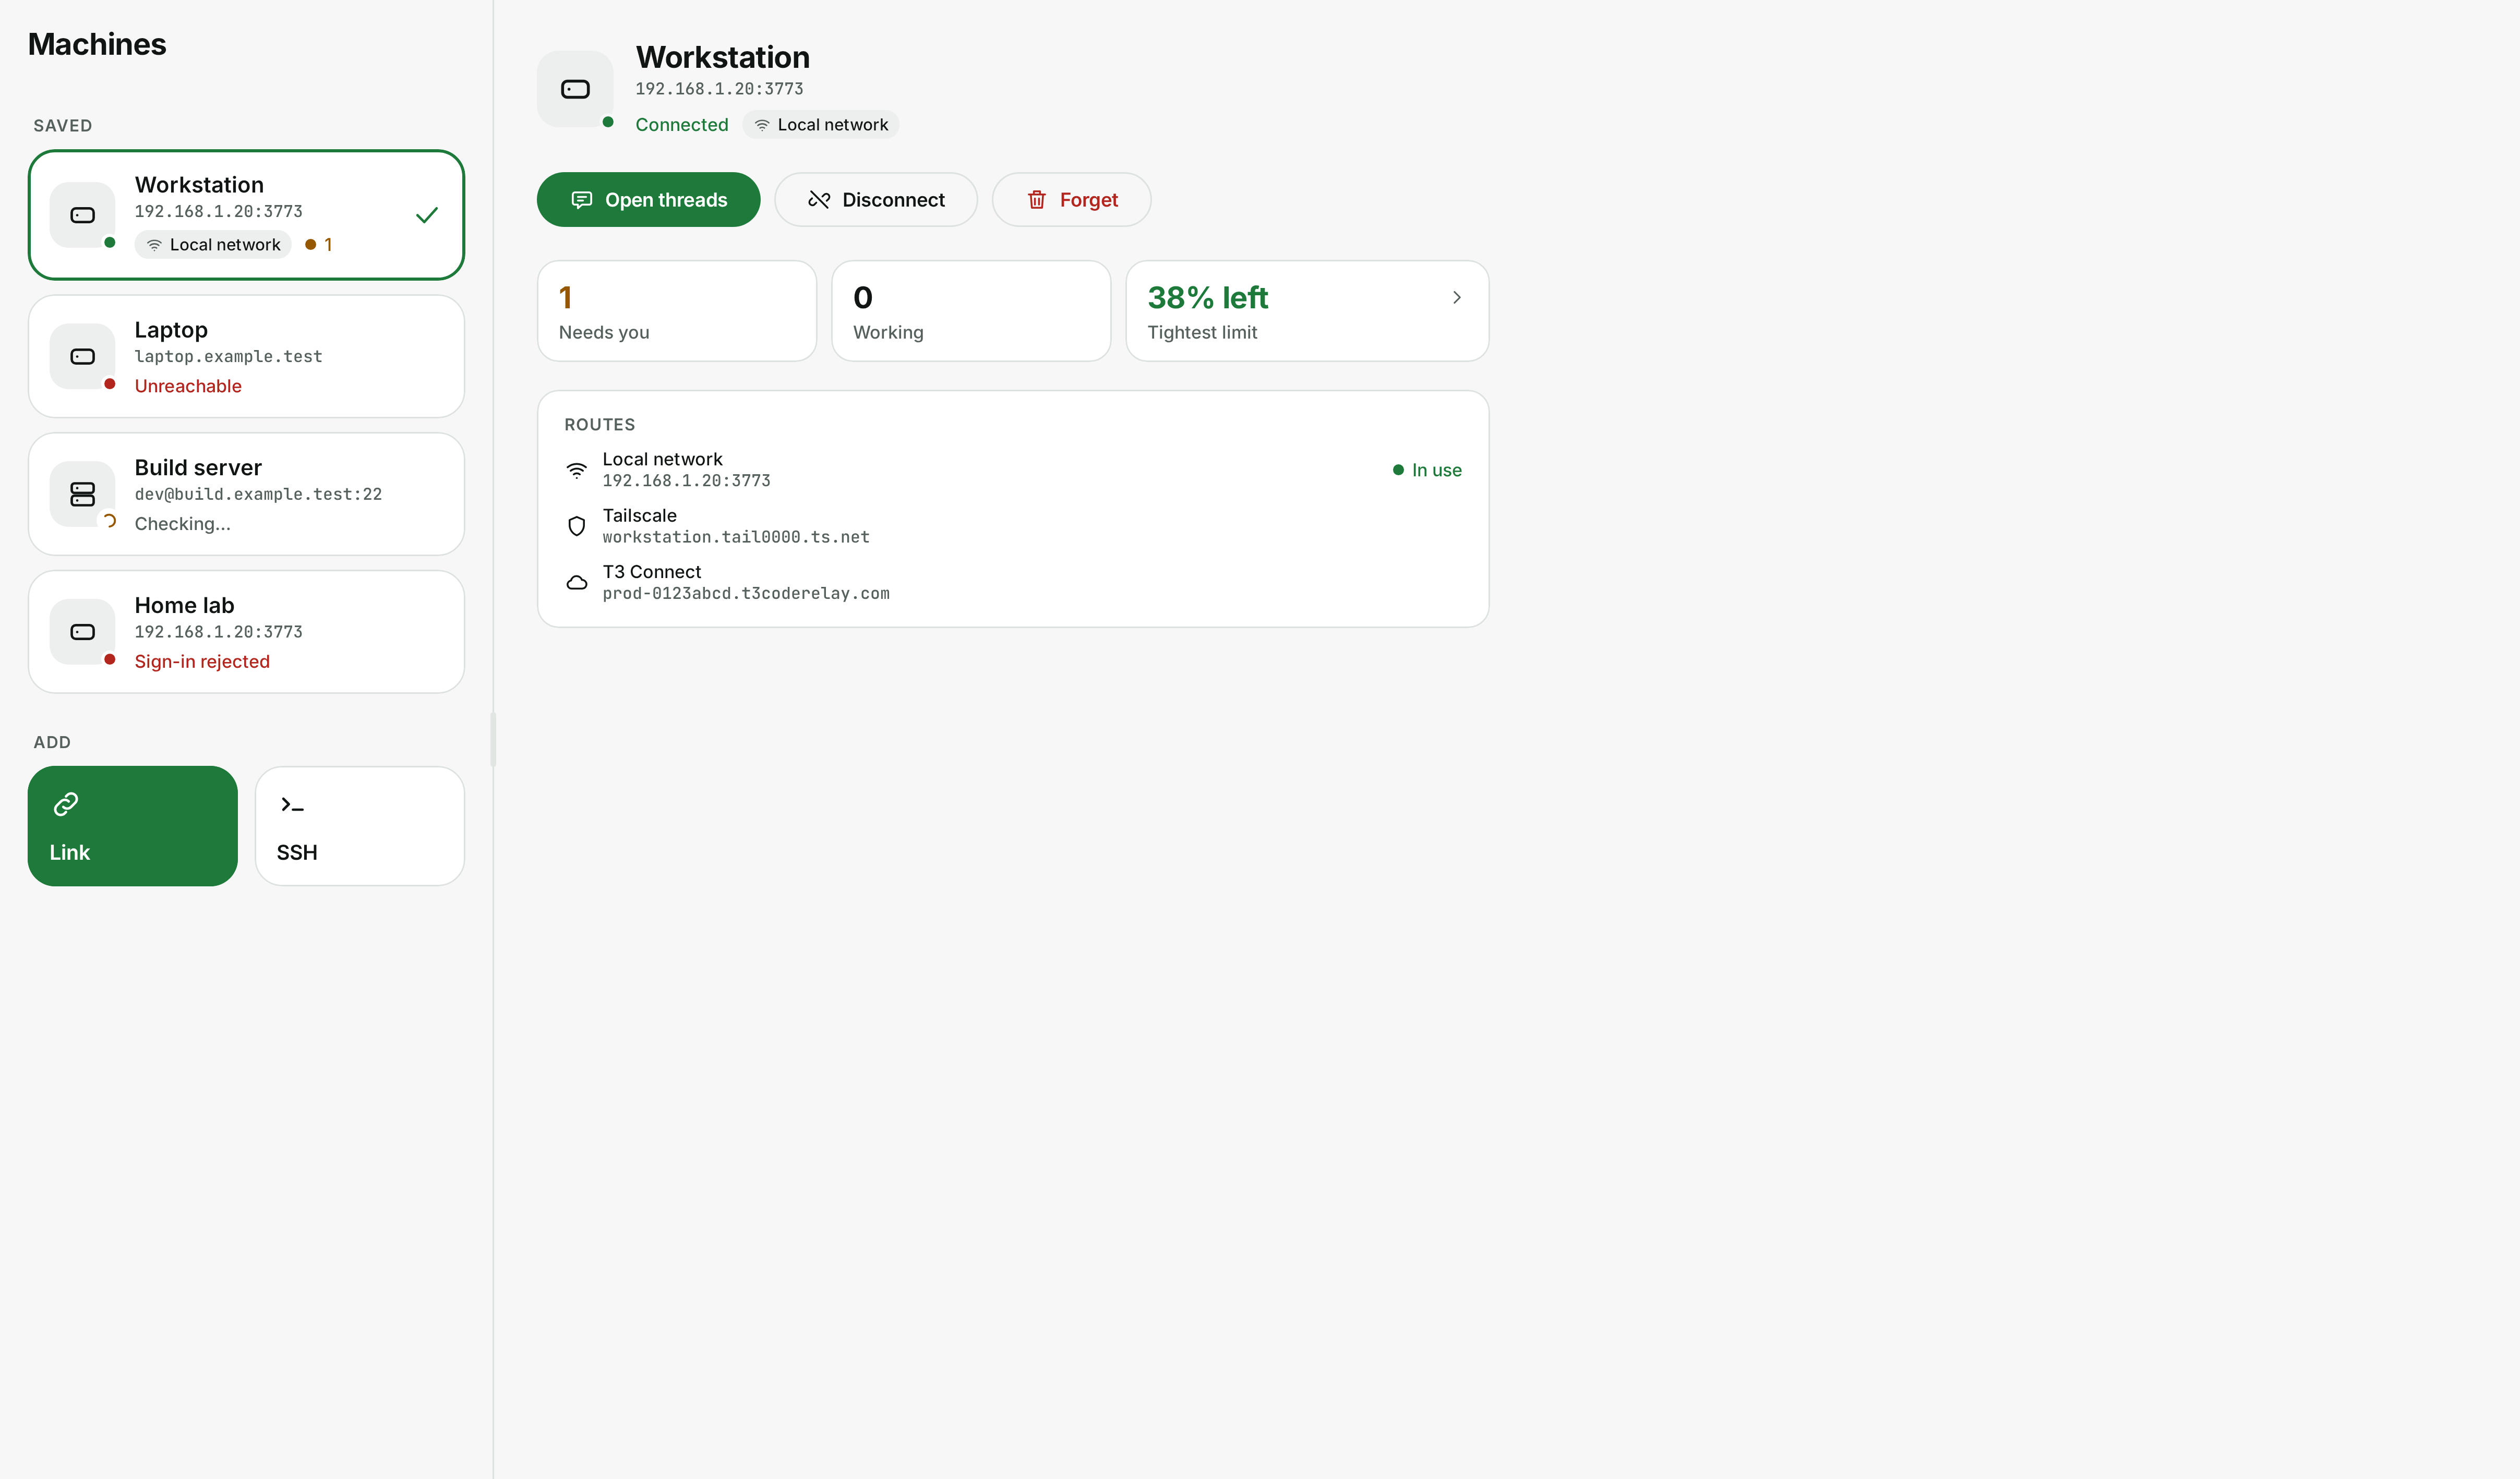 Machines
SAVED
Workstation
192.168.1.20:3773
Local network
1
Laptop
laptop.example.test
Unreachable
Build server
dev@build.example.test:22
Checking...
Home lab
192.168.1.20:3773
Sign-in rejected
ADD
Link
SSH
Workstation
192.168.1.20:3773
Connected
Local network
Open threads
Disconnect
Forget
1
Needs you
0
Working
38% left
Tightest limit
ROUTES
Local network
192.168.1.20:3773
In use
Tailscale
workstation.tail0000.ts.net
T3 Connect
prod-0123abcd.t3coderelay.com